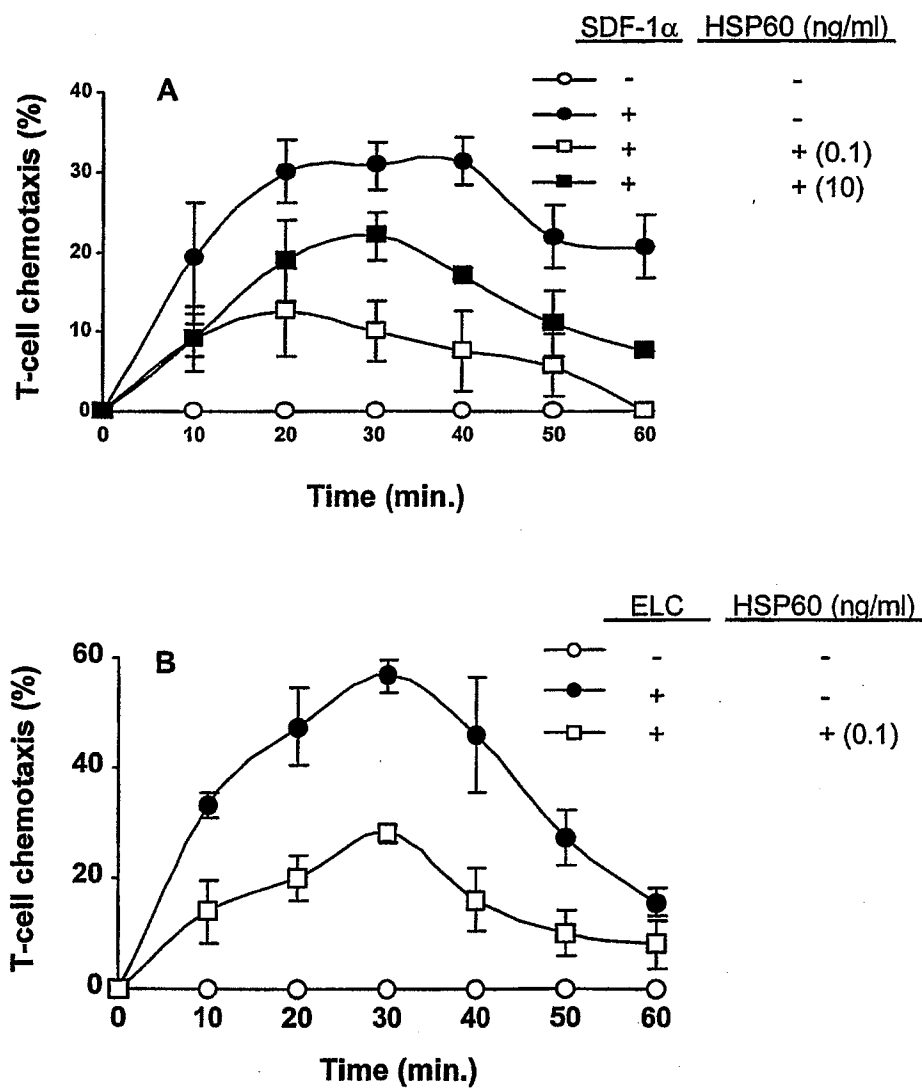 SDF-1α HSP60 (ng/ml)
- -
+ -
+ + (0.1)
+ + (10)
A
T-cell chemotaxis (%)
40
30
20
10
0
0 10 20 30 40 50 60
Time (min.)
ELC HSP60 (ng/ml)
- -
+ -
+ + (0.1)
B
T-cell chemotaxis (%)
60
40
20
0
0 10 20 30 40 50 60
Time (min.)